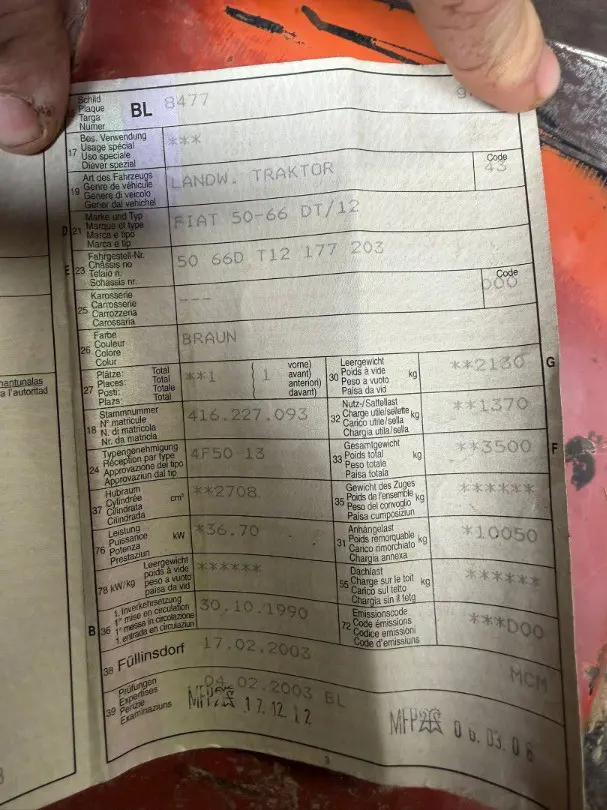 Schild
Plaque
Targa
Numer
BL 8477
17 Bes. Verwendung
Usage spécial
Uso speciale
Diever spezial
***
19 Art des Fahrzeugs
Genre de véhicule
Genere di veicolo
Gener dal vehichel
LANDW. TRAKTOR
Code
43
D 21 Marke und Typ
Marque et type
Marca e tipo
Marca e tip
FIAT 50-66 DT/12
E 23 Fahrgestell-Nr.
Châssis no
Telaio n.
Schassis nr.
50 66D T12 177 203
25 Karosserie
Carrosserie
Carrozzeria
Carossaria
---
Code
000
26 Farbe
Couleur
Colore
Colur
BRAUN
27 Plätze: Total
Places: Total
Posti: Totale
Plazs: Total
**1 ( 1
vorne)
avant)
anteriori)
davant)
30 Leergewicht
Poids à vide
Peso a vuoto
Paisa da vid
kg
**2130
G
18 Stammnummer
N° matricule
N. di matricola
Nr. da matricla
416.227.093
32 Nutz-/Sattellast
Charge utile/sellette
Carico utile/sella
Chargia utila/sella
kg
*1370
24 Typengenehmigung
Réception par type
Approvazione del tipo
Approvaziun dal tip
4F50 13
33 Gesamtgewicht
Poids total
Peso totale
Paisa totala
kg
**3500
F
37 Hubraum
Cylindrée
Cilindrata
Cilindrada
cm³
**2708
35 Gewicht des Zuges
Poids de l'ensemble
Peso del convoglio
Paisa cumposiziun
kg
******
76 Leistung
Puissance
Potenza
Prestaziun
kW
*36.70
31 Anhängelast
Poids remorquable
Carico rimorchiato
Chargia annexa
kg
*10050
78 kW/kg Leergewicht
poids à vide
peso a vuoto
paisa da vid
******
55 Dachlast
Charge sur le toit
Carico sul tetto
Chargia sin il tetg
kg
******
B 36 1. Inverkehrsetzung
1re mise en circulation
1a messa in circolazione
1. entrada en circulaziun
30.10.1990
72 Emissionscode
Code émissions
Codice emissioni
Code d'emissiuns
***D00
38 Füllinsdorf 17.02.2003 MCM
39 Prüfungen
Expertises
Perizie
Examinaziuns
04.02.2003 BL
17.12.12
06.03.06
3